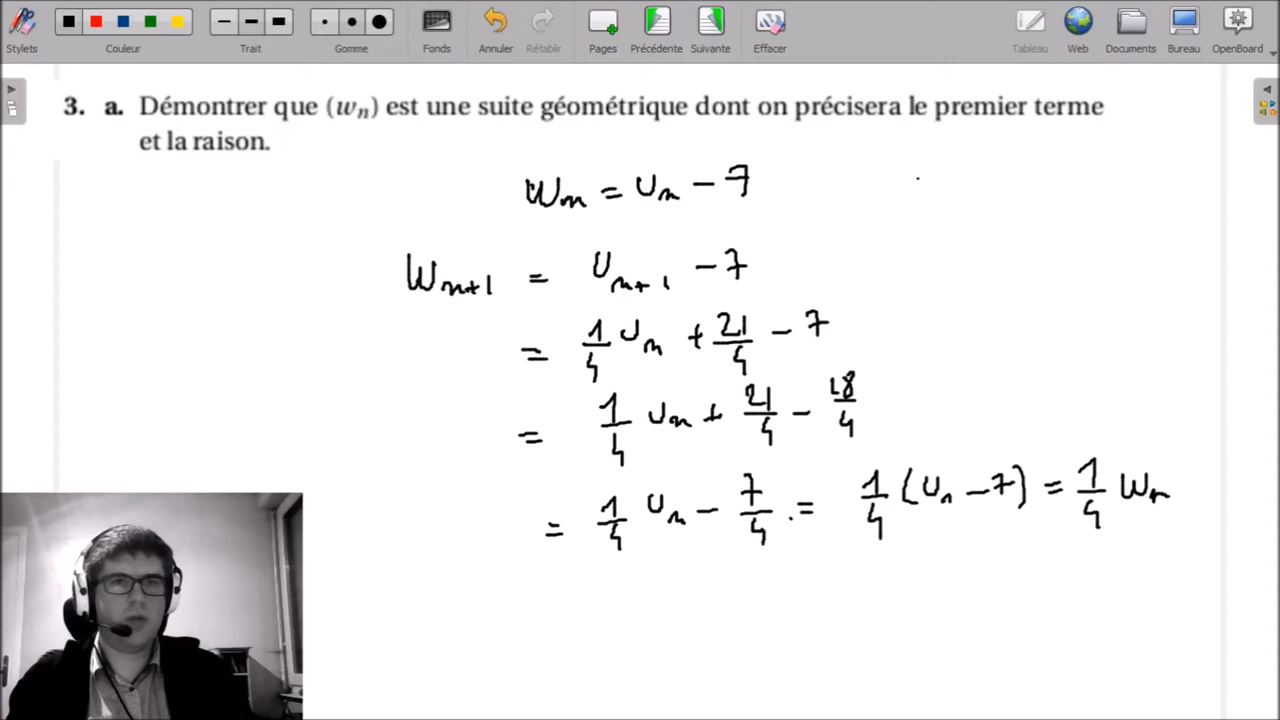 Stylets Couleur Trait Gomme Fonds Annuler Rétablir Pages Précédente Suivante Effacer Tableau Web Documents Bureau OpenBoard
3. a. Démontrer que (wₙ) est une suite géométrique dont on précisera le premier terme
et la raison.
wₙ = uₙ − 7
wₙ₊₁ = uₙ₊₁ − 7
= 1/4 uₙ + 21/4 − 7
= 1/4 uₙ + 21/4 − 28/4
= 1/4 uₙ − 7/4 . = 1/4 (uₙ − 7) = 1/4 wₙ